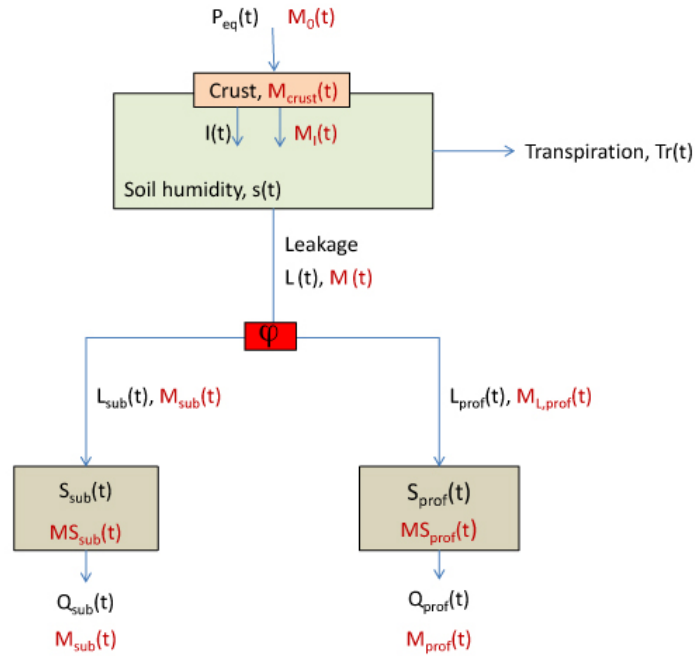 P_eq(t) M_0(t)
Crust, M_crust(t)
I(t) M_I(t)
Transpiration, Tr(t)
Soil humidity, s(t)
Leakage
L (t), M (t)
φ
L_sub(t), M_sub(t) L_prof(t), M_L,prof(t)
S_sub(t) S_prof(t)
MS_sub(t) MS_prof(t)
Q_sub(t) Q_prof(t)
M_sub(t) M_prof(t)